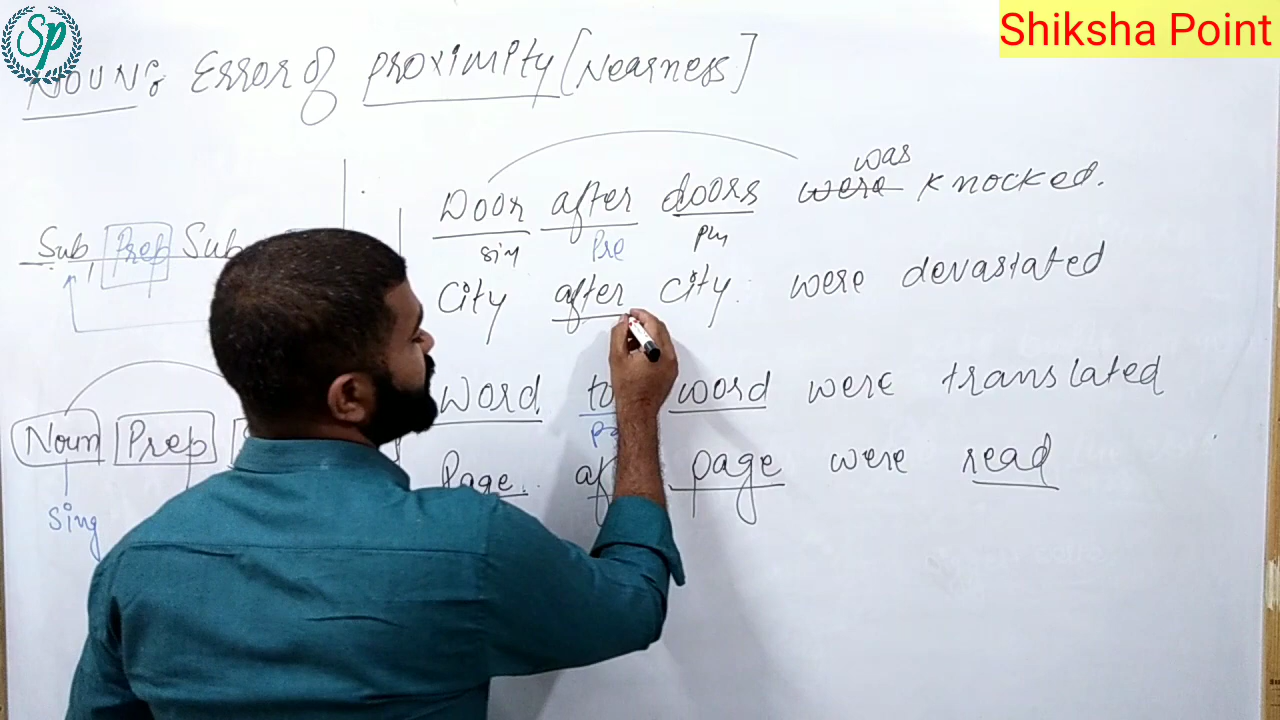 Sp
Shiksha Point
NOUN: Error of proximity (Nearness]
was
Door after doors were knocked.
sin Pre plu
Sub Prep Sub
City after city were devastated
Word to word were translated
Noun Prep
Page page were read
sing